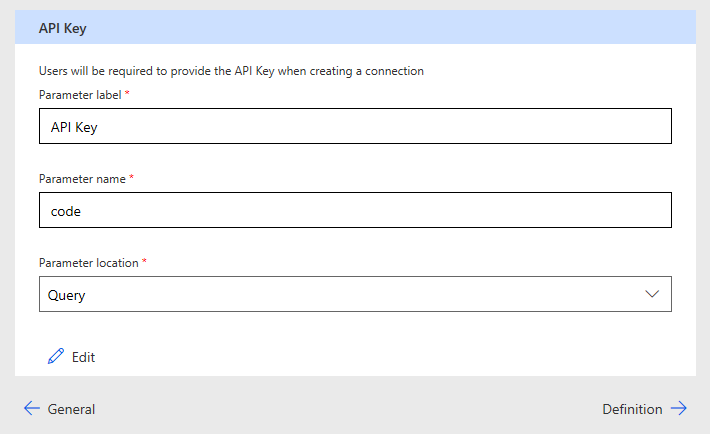 API Key
Users will be required to provide the API Key when creating a connection
Parameter label *
API Key
Parameter name *
code
Parameter location *
Query
Edit
General
Definition